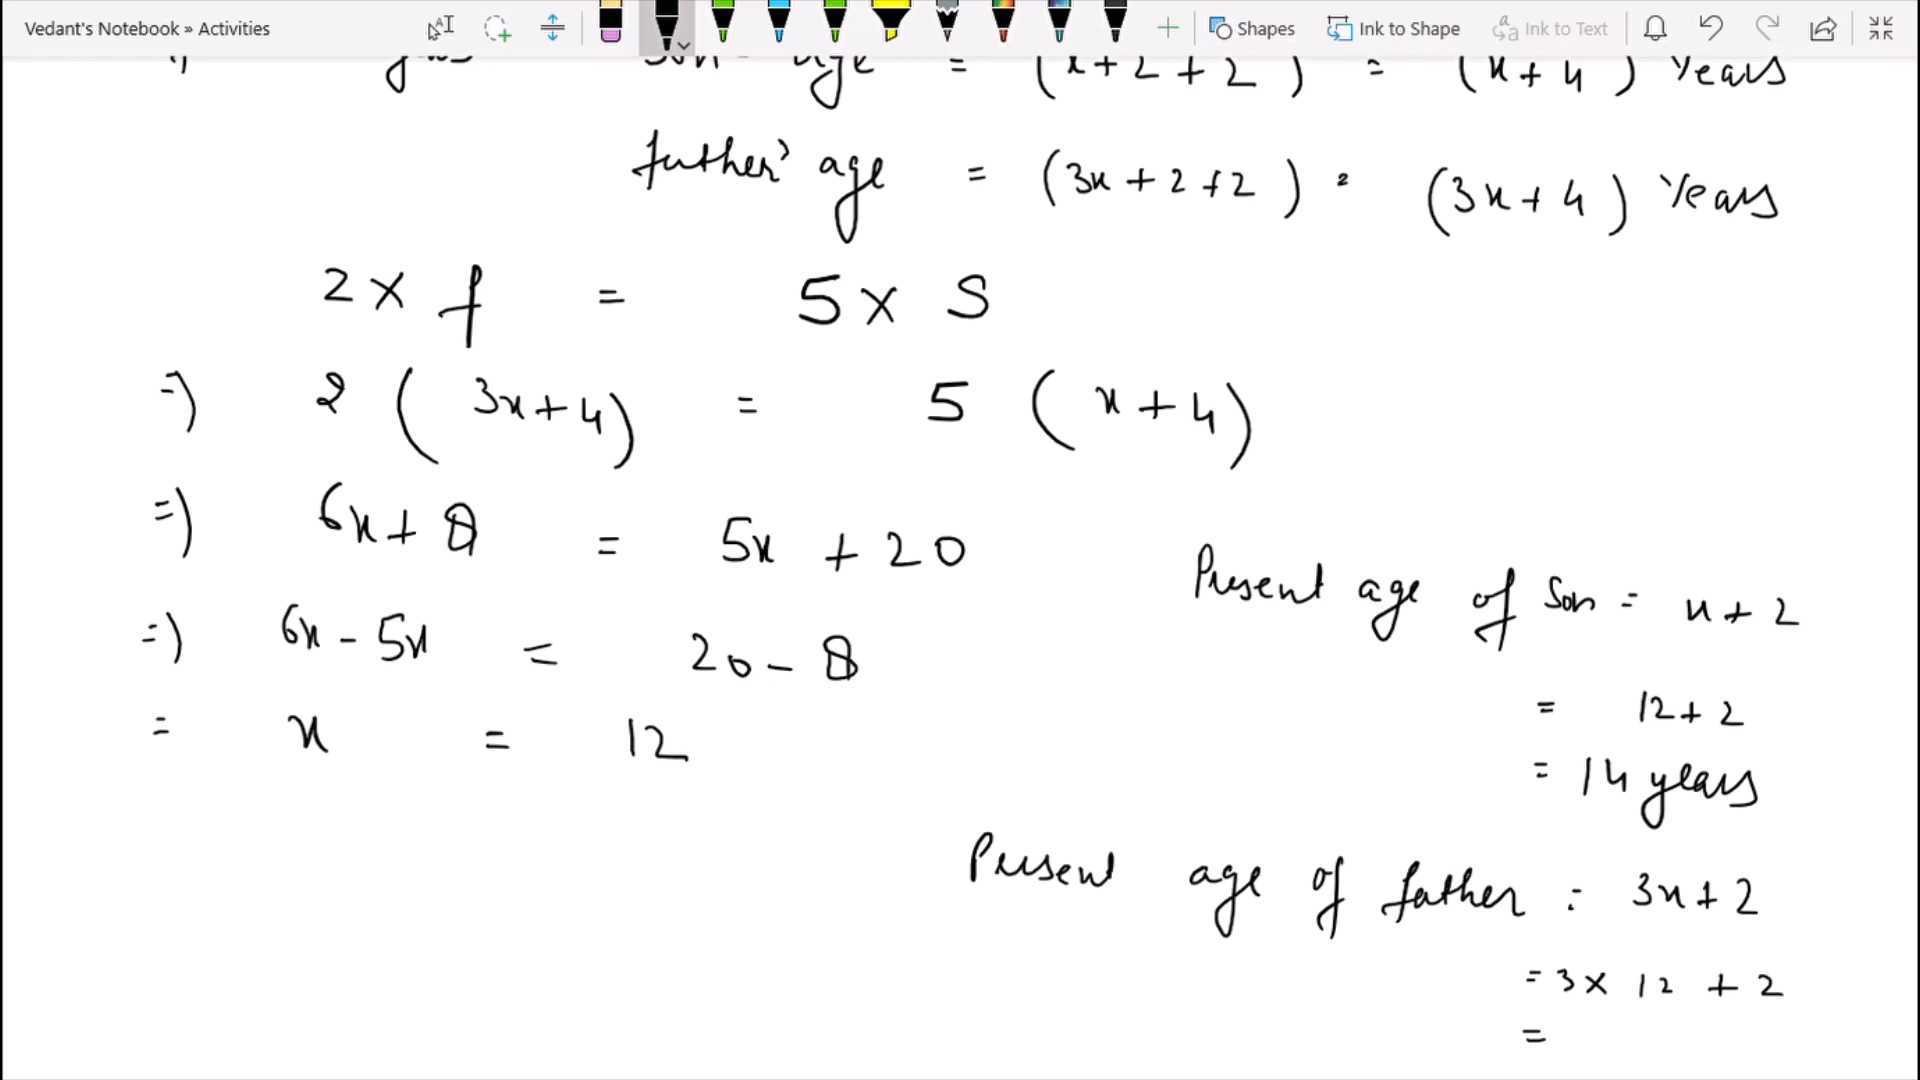 Vedant's Notebook » Activities
Shapes Ink to Shape Ink to Text
age = (x+2+2) = (x+4) Years
father' age = (3x+2+2) = (3x+4) Years
2 × f = 5 × S
=) 2 (3x+4) = 5 (x+4)
=) 6x+8 = 5x + 20
=) 6x - 5x = 20 - 8
= x = 12
Present age of Son = x + 2
= 12 + 2
= 14 years
Present age of father : 3x + 2
= 3 × 12 + 2
=